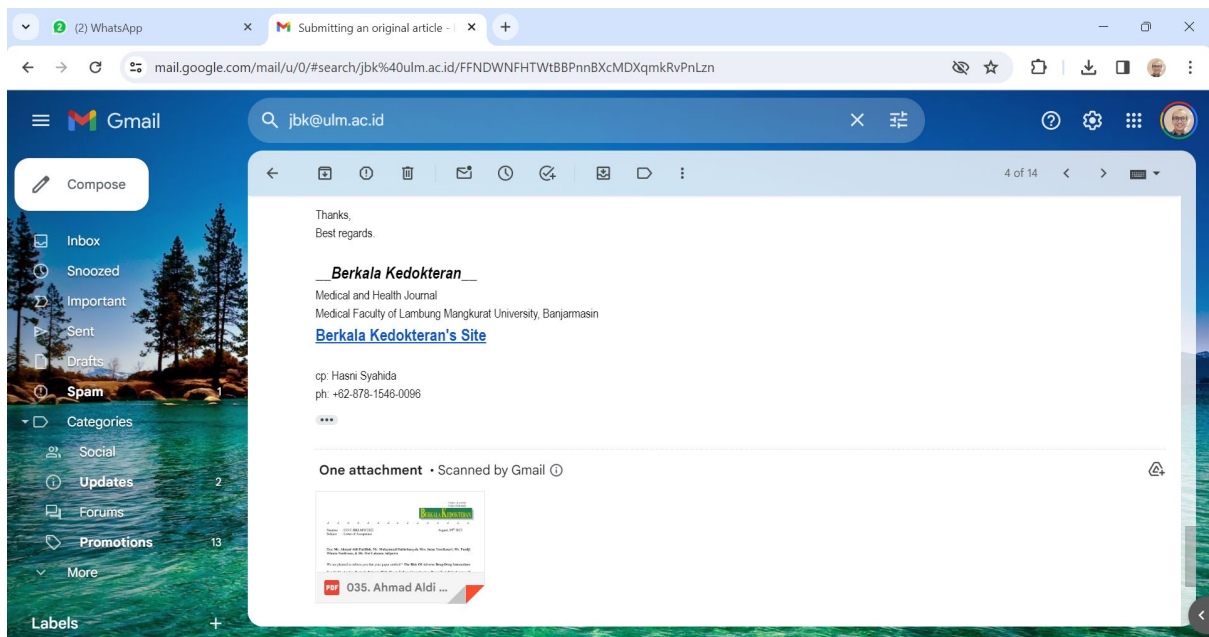 (2) WhatsApp
Submitting an original article -
mail.google.com/mail/u/0/#search/jbk%40ulm.ac.id/FFNDWNFHTWtBBPnnBXcMDXqmkRvPnLzn
Gmail
jbk@ulm.ac.id
Compose
4 of 14
Inbox
Snoozed
Important
Sent
Drafts
Spam 1
Categories
Social
Updates 2
Forums
Promotions 13
More
Labels +
Thanks,
Best regards.
__Berkala Kedokteran__
Medical and Health Journal
Medical Faculty of Lambung Mangkurat University, Banjarmasin
Berkala Kedokteran's Site
cp: Hasni Syahida
ph: +62-878-1546-0096
One attachment • Scanned by Gmail
BERKALA KEDOKTERAN
PDF 035. Ahmad Aldi ...